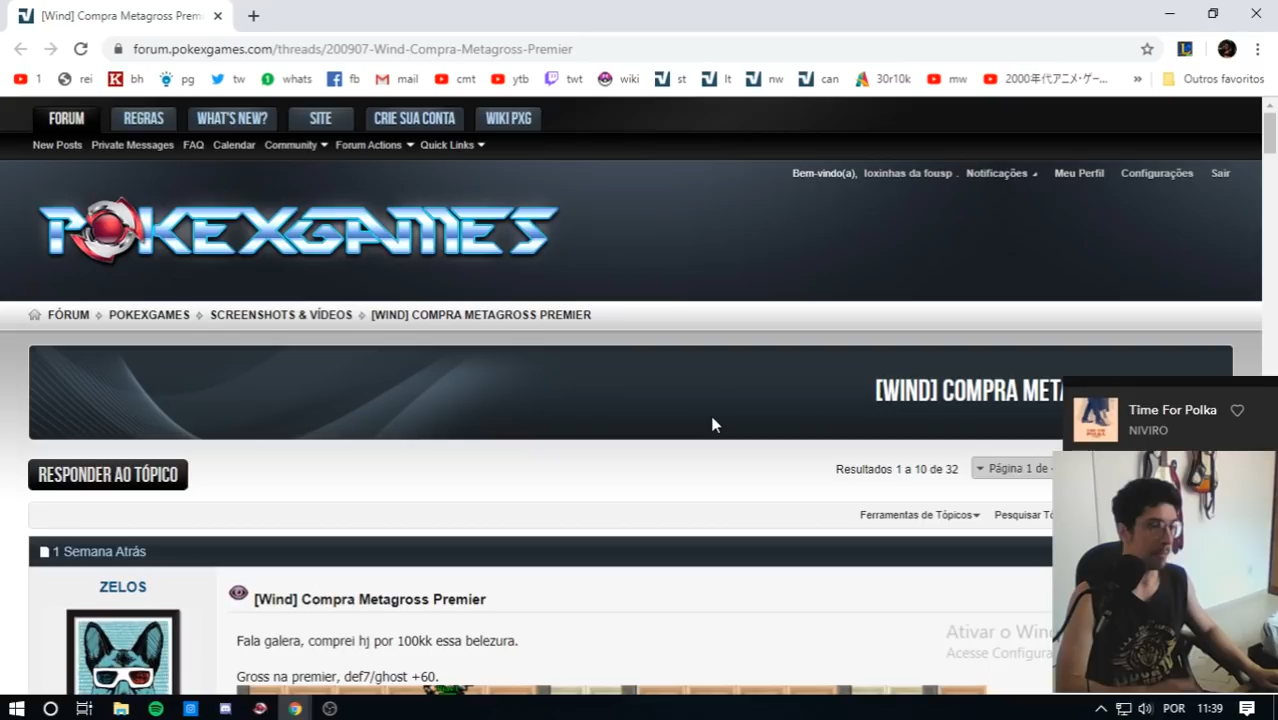 [Wind] Compra Metagross Prem
forum.pokexgames.com/threads/200907-Wind-Compra-Metagross-Premier
1 rei bh pg tw whats fb mail cmt ytb twt wiki st lt nw can 30r10k mw 2000年代アニメ・ゲー... » Outros favoritos
FORUM REGRAS WHAT'S NEW? SITE CRIE SUA CONTA WIKI PXG
New Posts Private Messages FAQ Calendar Community Forum Actions Quick Links
Bem-vindo(a), loxinhas da fousp . Notificações Meu Perfil Configurações Sair
POKEXGAMES
FÓRUM POKEXGAMES SCREENSHOTS & VÍDEOS [WIND] COMPRA METAGROSS PREMIER
[WIND] COMPRA META
Time For Polka
NIVIRO
RESPONDER AO TÓPICO
Resultados 1 a 10 de 32 Página 1 de
Ferramentas de Tópicos Pesquisar Tó
1 Semana Atrás
ZELOS
[Wind] Compra Metagross Premier
Fala galera, comprei hj por 100kk essa belezura.
Ativar o Win
Acesse Configura
Gross na premier, def7/ghost +60.
POR 11:39